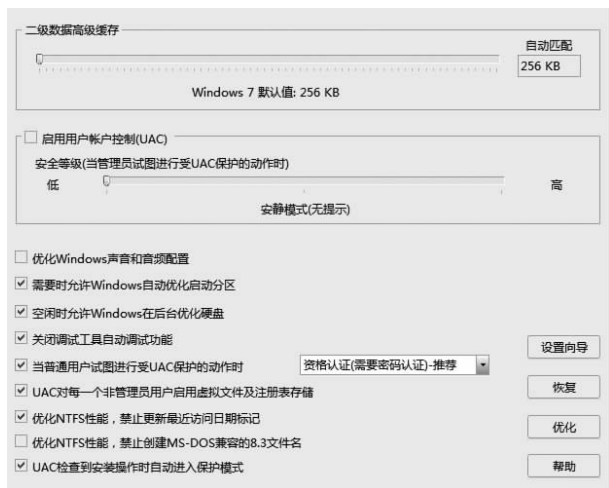 二级数据高级缓存
自动匹配
256 KB
Windows 7 默认值: 256 KB
启用用户帐户控制(UAC)
安全等级(当管理员试图进行受UAC保护的动作时)
低
高
安静模式(无提示)
优化Windows声音和音频配置
需要时允许Windows自动优化启动分区
空闲时允许Windows在后台优化硬盘
关闭调试工具自动调试功能
设置向导
当普通用户试图进行受UAC保护的动作时 资格认证(需要密码认证)-推荐
UAC对每一个非管理员用户启用虚拟文件及注册表存储
恢复
优化NTFS性能，禁止更新最近访问日期标记
优化
优化NTFS性能，禁止创建MS-DOS兼容的8.3文件名
UAC检查到安装操作时自动进入保护模式
帮助